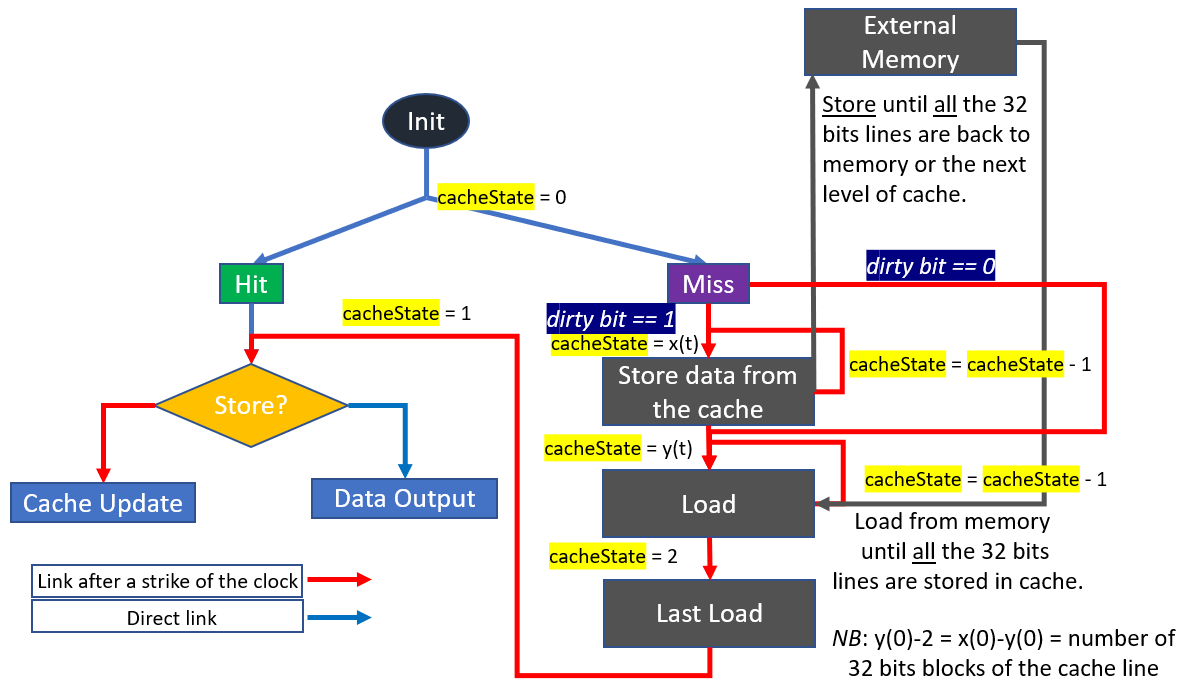 External
Memory
Store until all the 32
bits lines are back to
memory or the next
level of cache.
Init
cacheState = 0
Hit
Miss
dirty bit == 0
cacheState = 1
dirty bit == 1
cacheState = x(t)
cacheState = cacheState - 1
Store data from
the cache
Store?
cacheState = y(t)
cacheState = cacheState - 1
Cache Update
Data Output
Load
Load from memory
until all the 32 bits
lines are stored in cache.
cacheState = 2
Link after a strike of the clock
Direct link
Last Load
NB: y(0)-2 = x(0)-y(0) = number of
32 bits blocks of the cache line